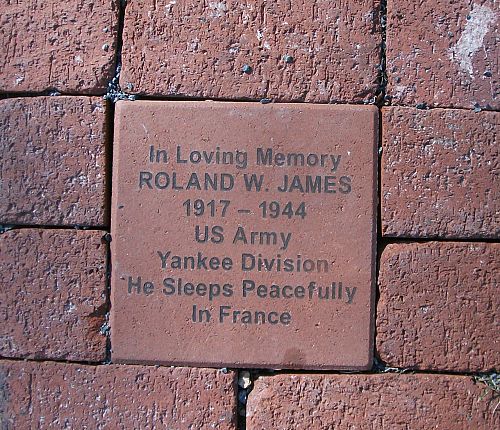 In Loving Memory
ROLAND W. JAMES
1917 – 1944
US Army
Yankee Division
He Sleeps Peacefully
In France